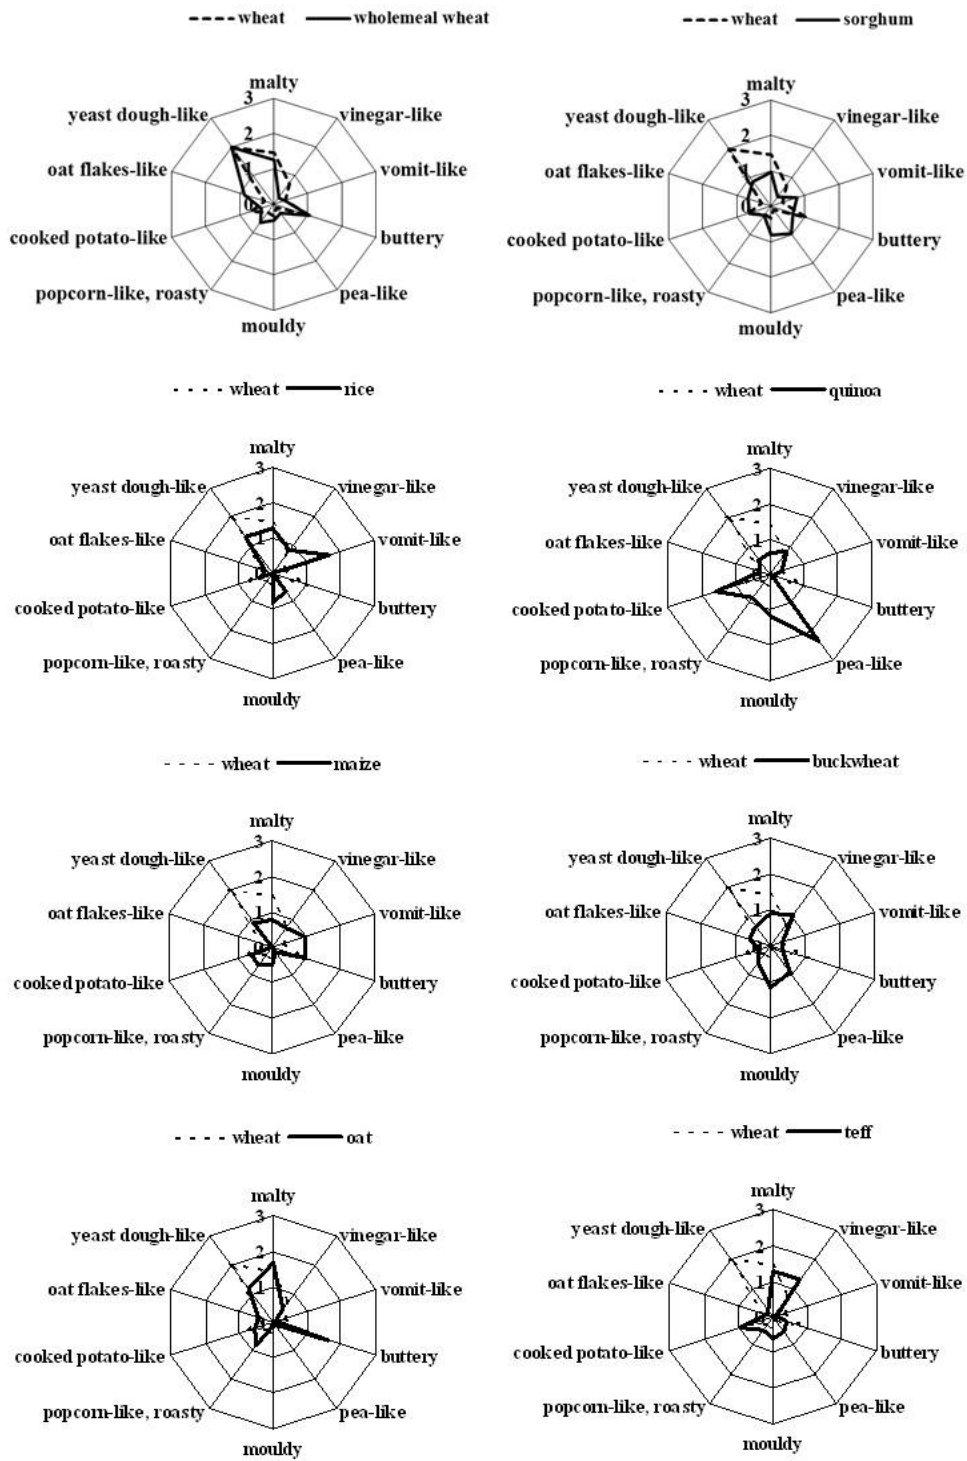 wheat wholemeal wheat
wheat sorghum
malty
3
yeast dough-like vinegar-like
2
oat flakes-like 1 vomit-like
0
cooked potato-like buttery
popcorn-like, roasty pea-like
mouldy
malty
3
yeast dough-like vinegar-like
2
oat flakes-like 1 vomit-like
0
cooked potato-like buttery
popcorn-like, roasty pea-like
mouldy
wheat rice
wheat quinoa
malty
3
yeast dough-like vinegar-like
2
oat flakes-like 1 vomit-like
0
cooked potato-like buttery
popcorn-like, roasty pea-like
mouldy
malty
3
yeast dough-like vinegar-like
2
oat flakes-like 1 vomit-like
cooked potato-like buttery
popcorn-like, roasty pea-like
mouldy
wheat maize
wheat buckwheat
malty
3
yeast dough-like vinegar-like
2
oat flakes-like 1 vomit-like
0
cooked potato-like buttery
popcorn-like, roasty pea-like
mouldy
malty
3
yeast dough-like vinegar-like
2
oat flakes-like 1 vomit-like
cooked potato-like buttery
popcorn-like, roasty pea-like
mouldy
wheat oat
wheat teff
malty
3
yeast dough-like vinegar-like
2
oat flakes-like 1 vomit-like
0
cooked potato-like buttery
popcorn-like, roasty pea-like
mouldy
malty
3
yeast dough-like vinegar-like
2
oat flakes-like 1 vomit-like
0
cooked potato-like buttery
popcorn-like, roasty pea-like
mouldy